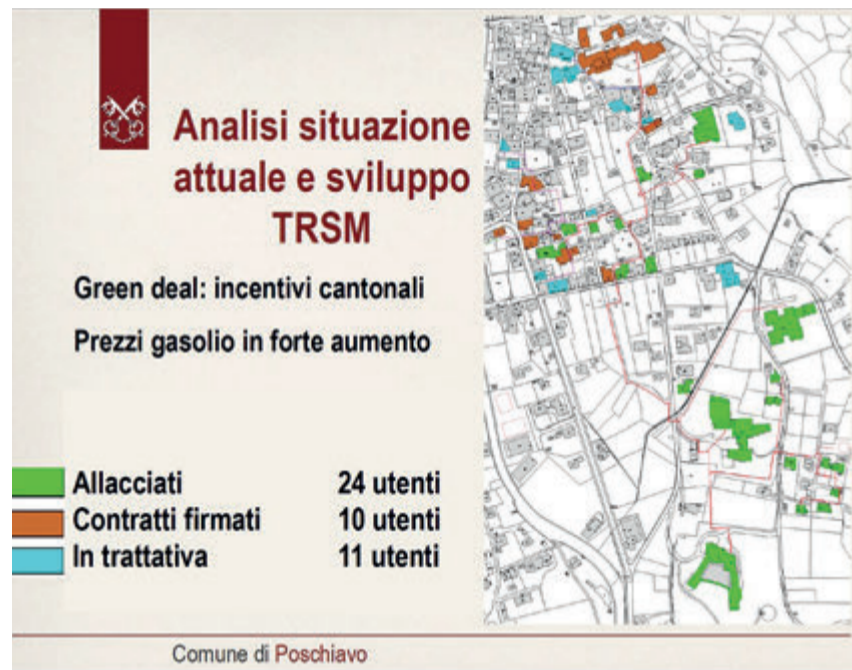 Analisi situazione
attuale e sviluppo
TRSM
Green deal: incentivi cantonali
Prezzi gasolio in forte aumento
Allacciati 24 utenti
Contratti firmati 10 utenti
In trattativa 11 utenti
Comune di Poschiavo